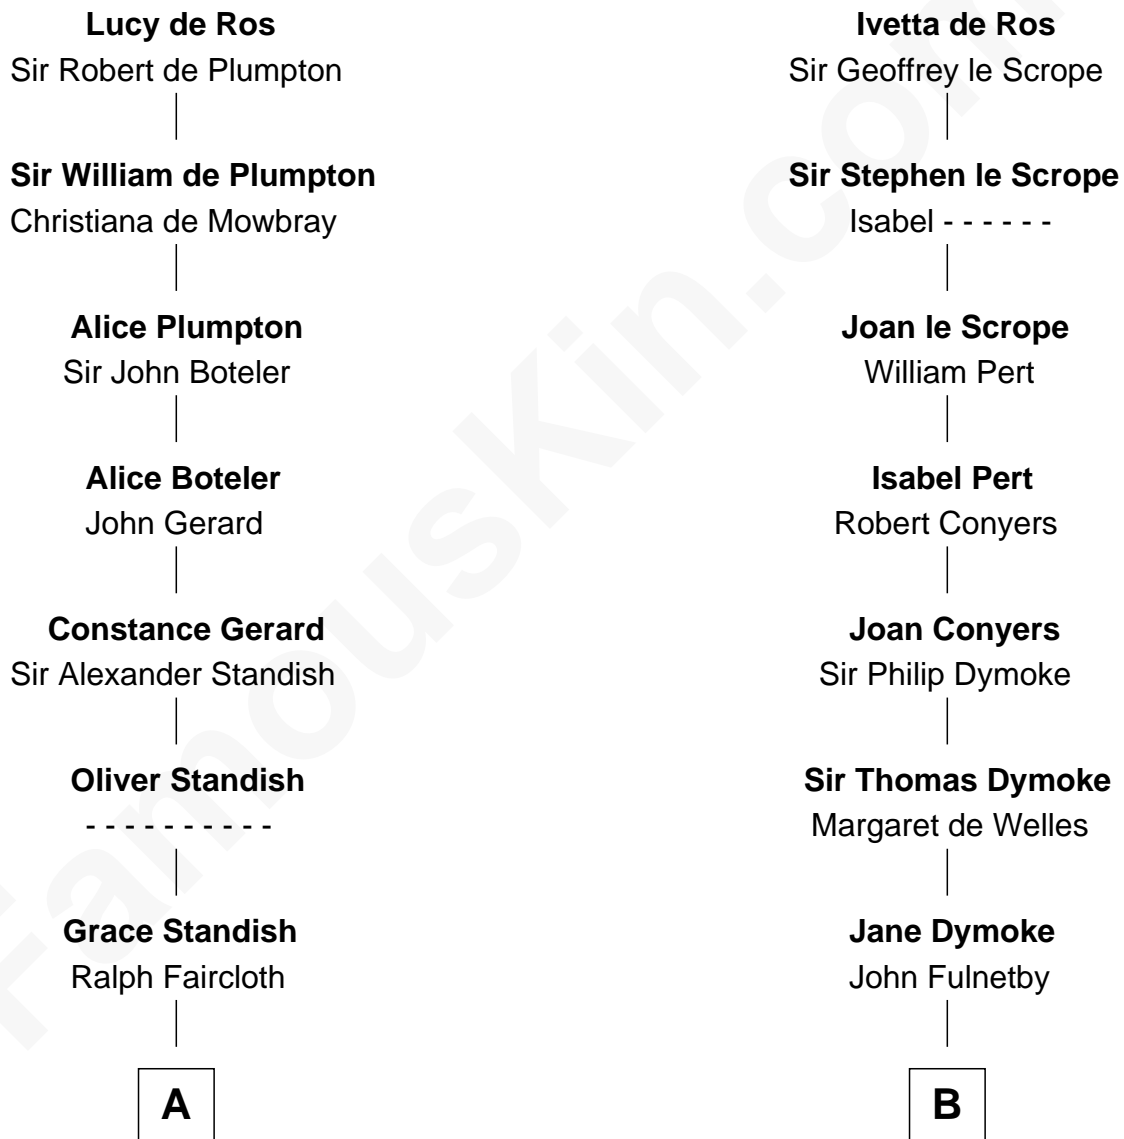 Lucy de Ros
Sir Robert de Plumpton
Sir William de Plumpton
Christiana de Mowbray
Alice Plumpton
Sir John Boteler
Alice Boteler
John Gerard
Constance Gerard
Sir Alexander Standish
Oliver Standish
- - - - - - - - - -
Grace Standish
Ralph Faircloth
A
Ivetta de Ros
Sir Geoffrey le Scrope
Sir Stephen le Scrope
Isabel - - - - - -
Joan le Scrope
William Pert
Isabel Pert
Robert Conyers
Joan Conyers
Sir Philip Dymoke
Sir Thomas Dymoke
Margaret de Welles
Jane Dymoke
John Fulnetby
B
FamousKin.com